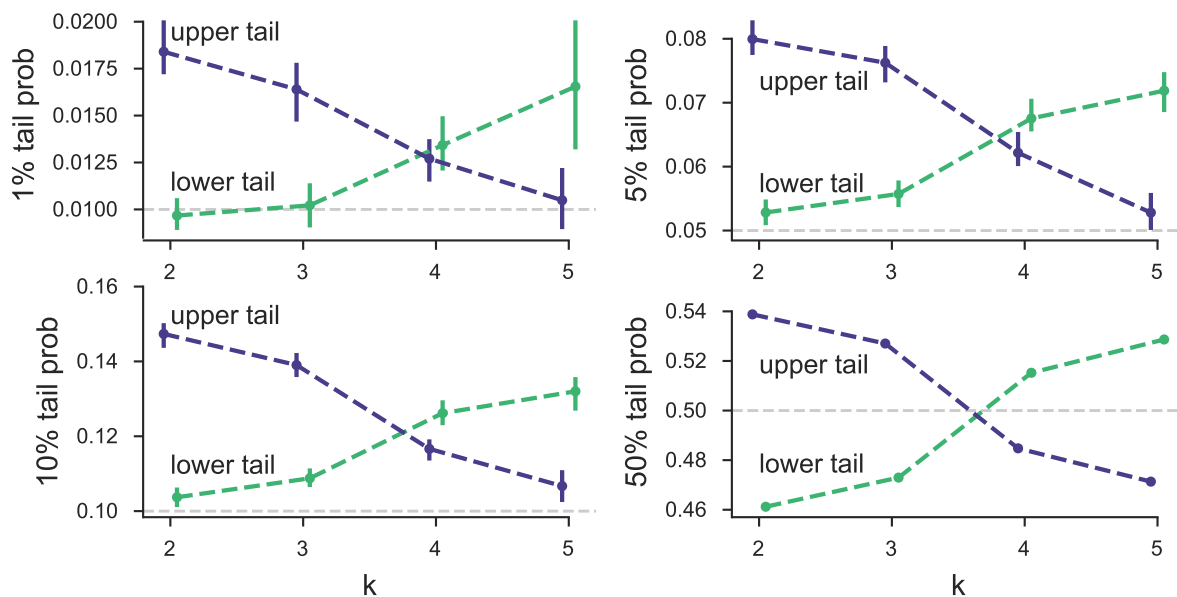 1% tail prob
0.0200
0.0175
0.0150
0.0125
0.0100
upper tail
lower tail
2 3 4 5
5% tail prob
0.08
0.07
0.06
0.05
upper tail
lower tail
2 3 4 5
10% tail prob
0.16
0.14
0.12
0.10
upper tail
lower tail
2 3 4 5
k
50% tail prob
0.54
0.52
0.50
0.48
0.46
upper tail
lower tail
2 3 4 5
k